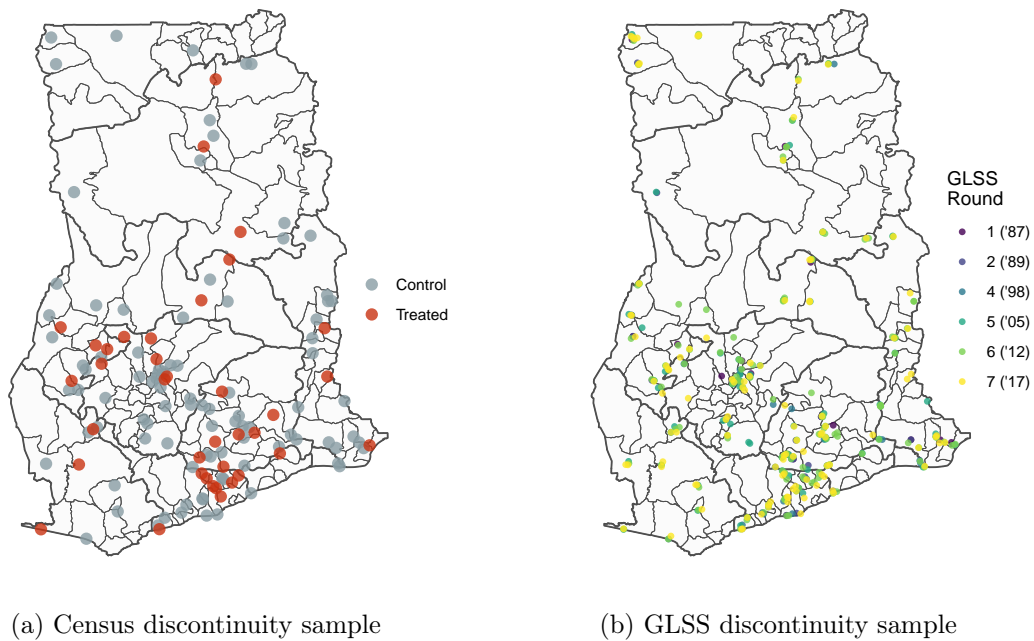 Control
Treated
GLSS
Round
1 ('87)
2 ('89)
4 ('98)
5 ('05)
6 ('12)
7 ('17)
(a) Census discontinuity sample
(b) GLSS discontinuity sample